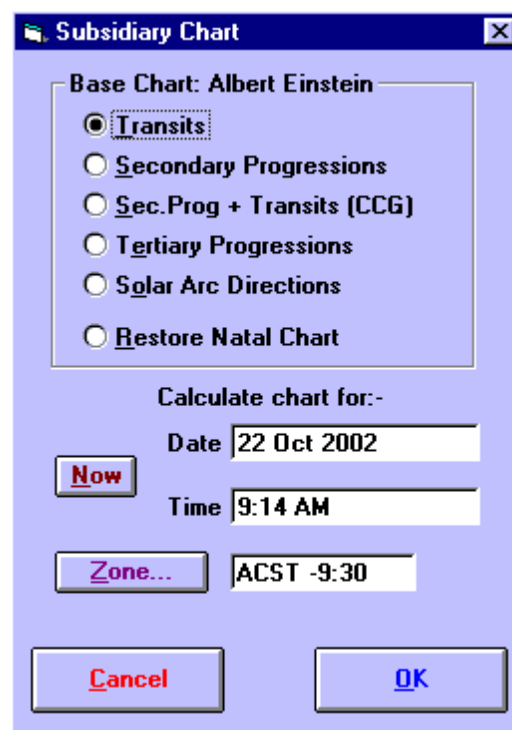 Subsidiary Chart
Base Chart: Albert Einstein
Transits
Secondary Progressions
Sec.Prog + Transits (CCG)
Tertiary Progressions
Solar Arc Directions
Restore Natal Chart
Calculate chart for:-
Date 22 Oct 2002
Now
Time 9:14 AM
Zone... ACST -9:30
Cancel OK